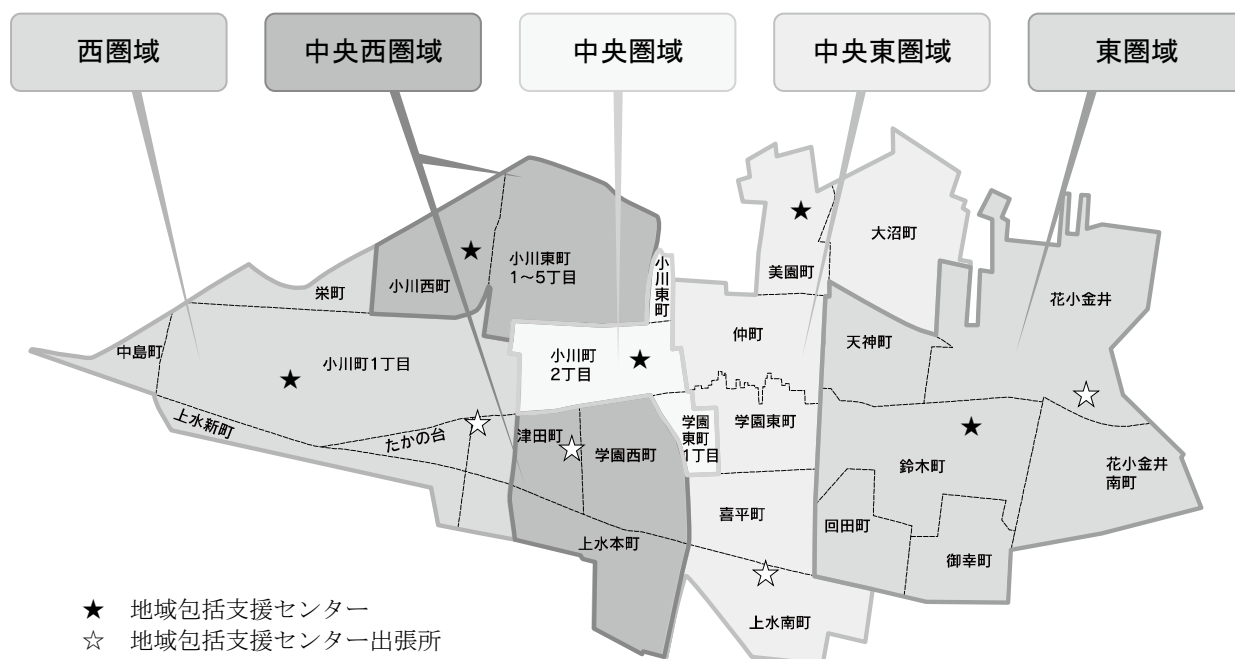 西圏域
中央西圏域
中央圏域
中央東圏域
東圏域
大沼町
小川東町
1～5丁目
小川東町
美園町
小川西町
栄町
花小金井
仲町
天神町
中島町
小川町1丁目
小川町
2丁目
上水新町
たかの台
津田町
学園西町
学園
東町
1丁目
学園東町
鈴木町
花小金井
南町
喜平町
回田町
上水本町
御幸町
上水南町
★ 地域包括支援センター
☆ 地域包括支援センター出張所